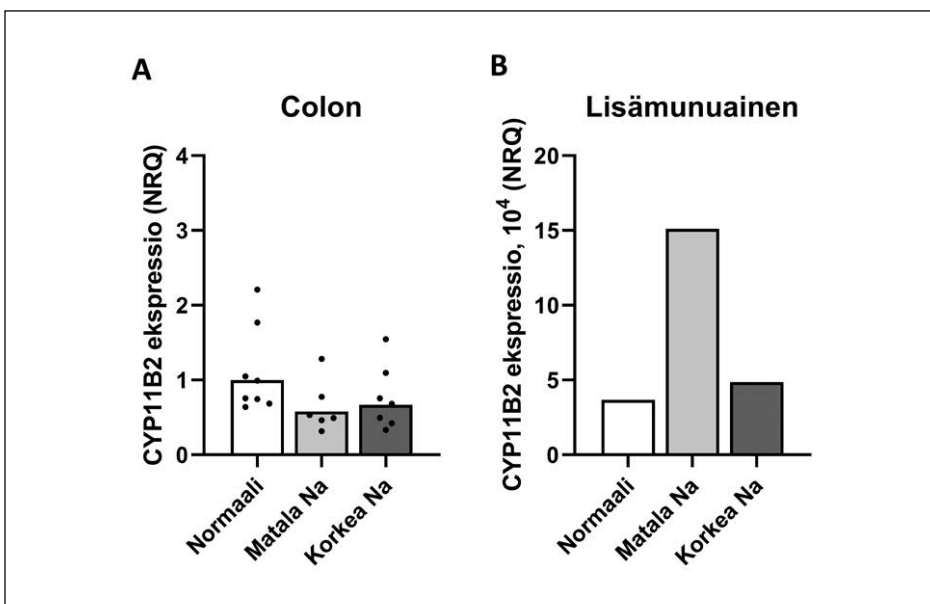 A
Colon
CYP11B2 ekspressio (NRQ)
4
3
2
1
0
Normaali
Matala Na
Korkea Na
B
Lisämunuainen
CYP11B2 ekspressio, 10⁴ (NRQ)
20
15
10
5
0
Normaali
Matala Na
Korkea Na